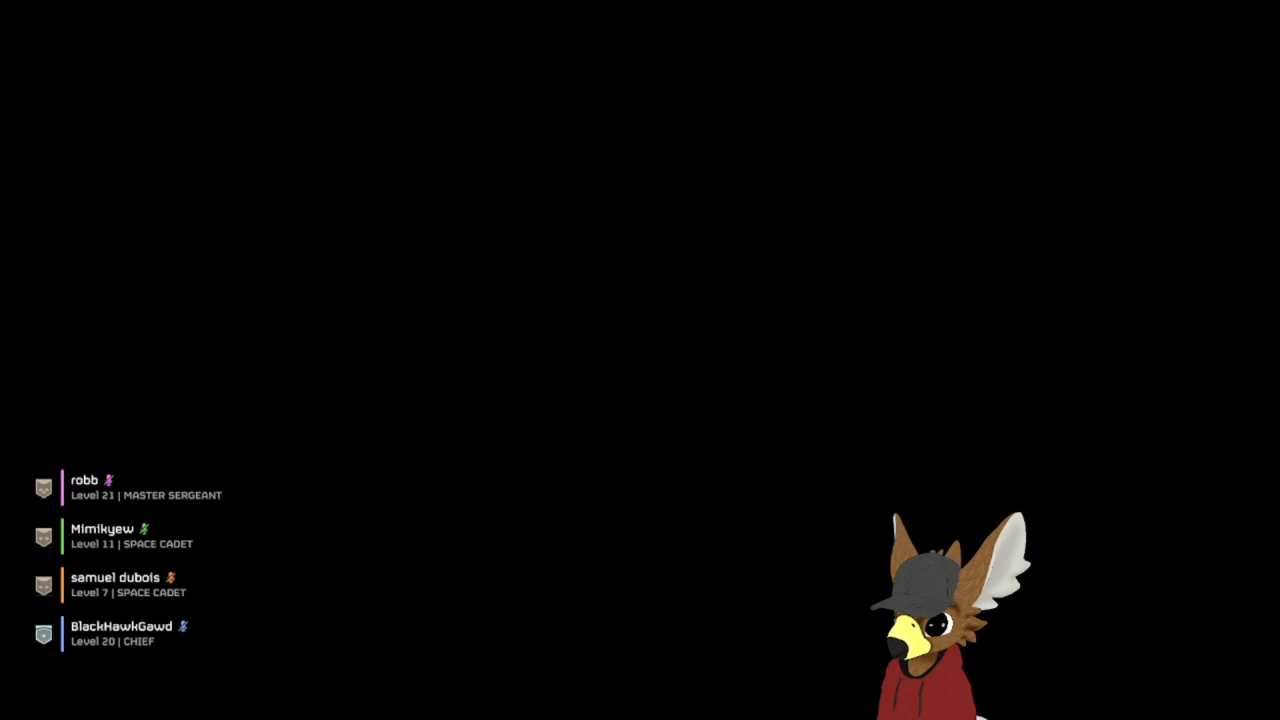 robb
Level 21 | MASTER SERGEANT
Mimikyew
Level 11 | SPACE CADET
samuel dubois
Level 7 | SPACE CADET
BlackHawkGawd
Level 20 | CHIEF